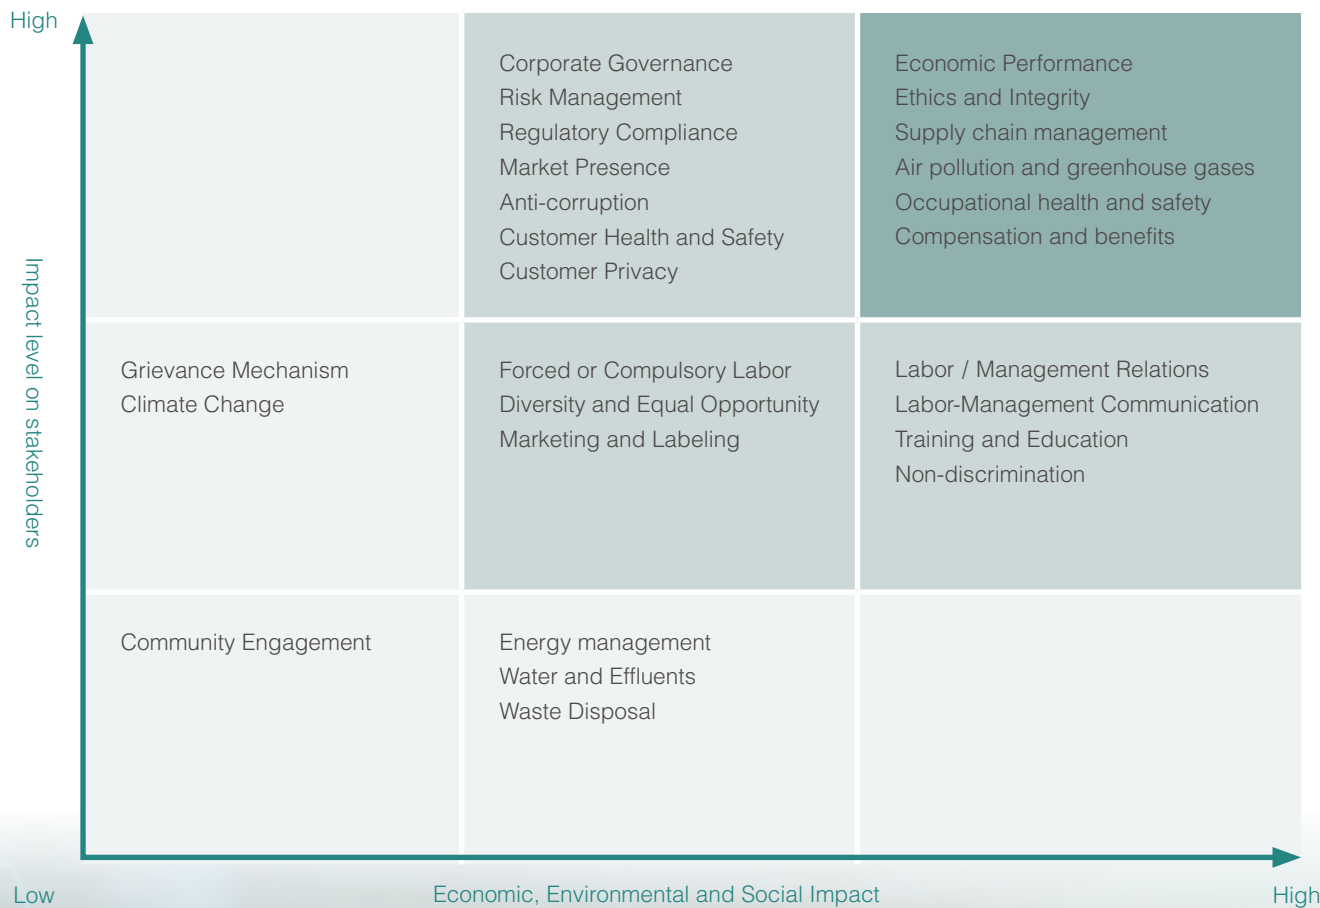 High
Impact level on stakeholders
Corporate Governance
Risk Management
Regulatory Compliance
Market Presence
Anti-corruption
Customer Health and Safety
Customer Privacy
Economic Performance
Ethics and Integrity
Supply chain management
Air pollution and greenhouse gases
Occupational health and safety
Compensation and benefits
Grievance Mechanism
Climate Change
Forced or Compulsory Labor
Diversity and Equal Opportunity
Marketing and Labeling
Labor / Management Relations
Labor-Management Communication
Training and Education
Non-discrimination
Community Engagement
Energy management
Water and Effluents
Waste Disposal
Low
Economic, Environmental and Social Impact
High